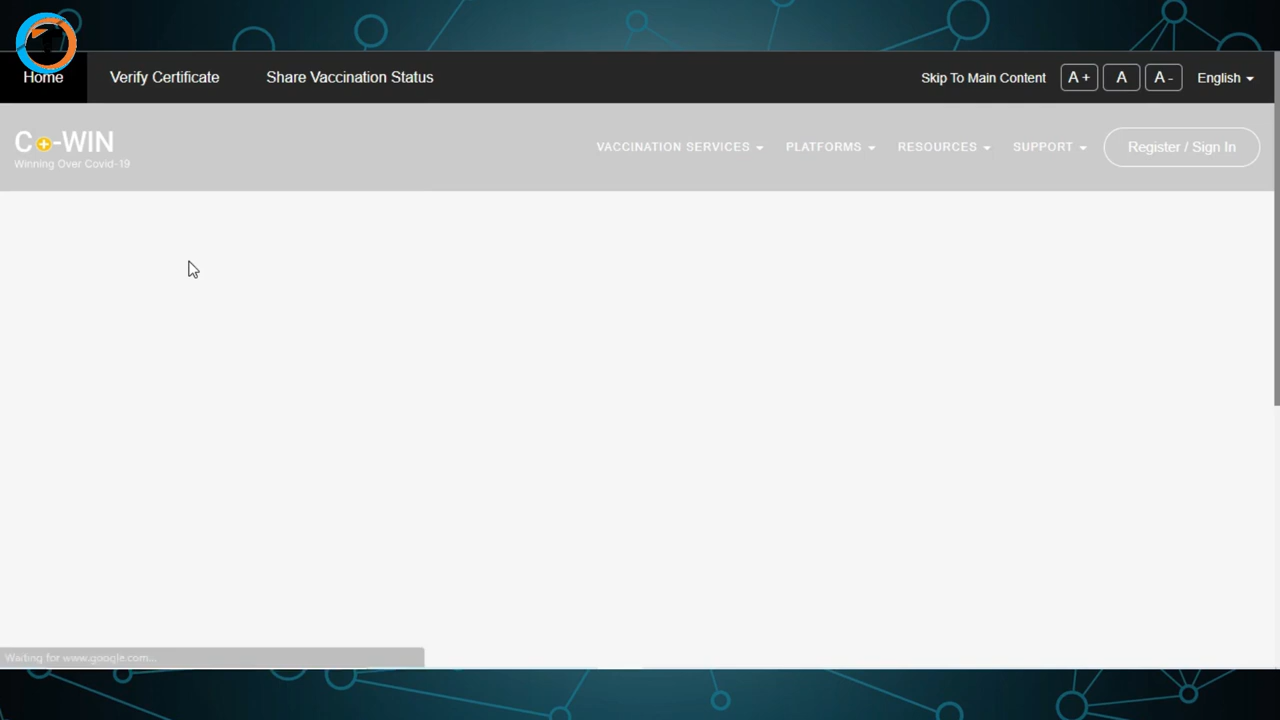 Home Verify Certificate Share Vaccination Status Skip To Main Content A+ A A- English
Co-WIN
Winning Over Covid-19
VACCINATION SERVICES PLATFORMS RESOURCES SUPPORT Register / Sign In
Waiting for www.google.com...